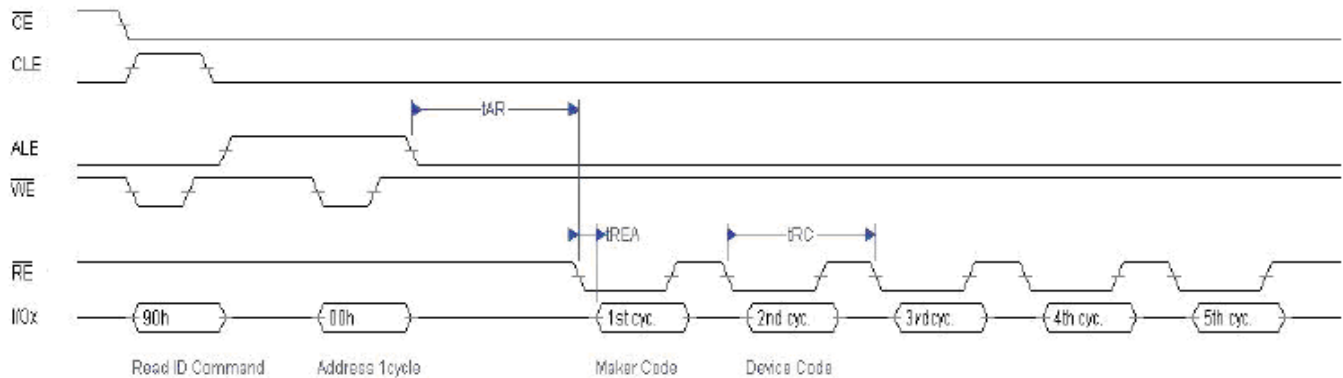 CE
CLE
tAR
ALE
WE
tREA
tRC
RE
I/Ox
90h
00h
1st cyc.
2nd cyc.
3rd cyc.
4th cyc.
5th cyc.
Read ID Command
Address 1cycle
Maker Code
Device Code